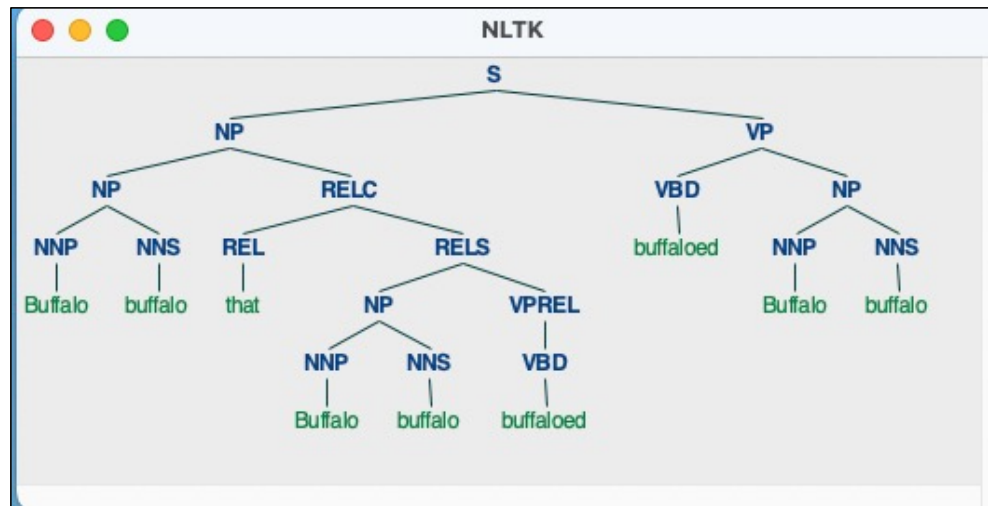 NLTK
S
NP VP
NP RELC VBD NP
NNP NNS REL RELS buffaloed NNP NNS
Buffalo buffalo that NP VPREL Buffalo buffalo
NNP NNS VBD
Buffalo buffalo buffaloed